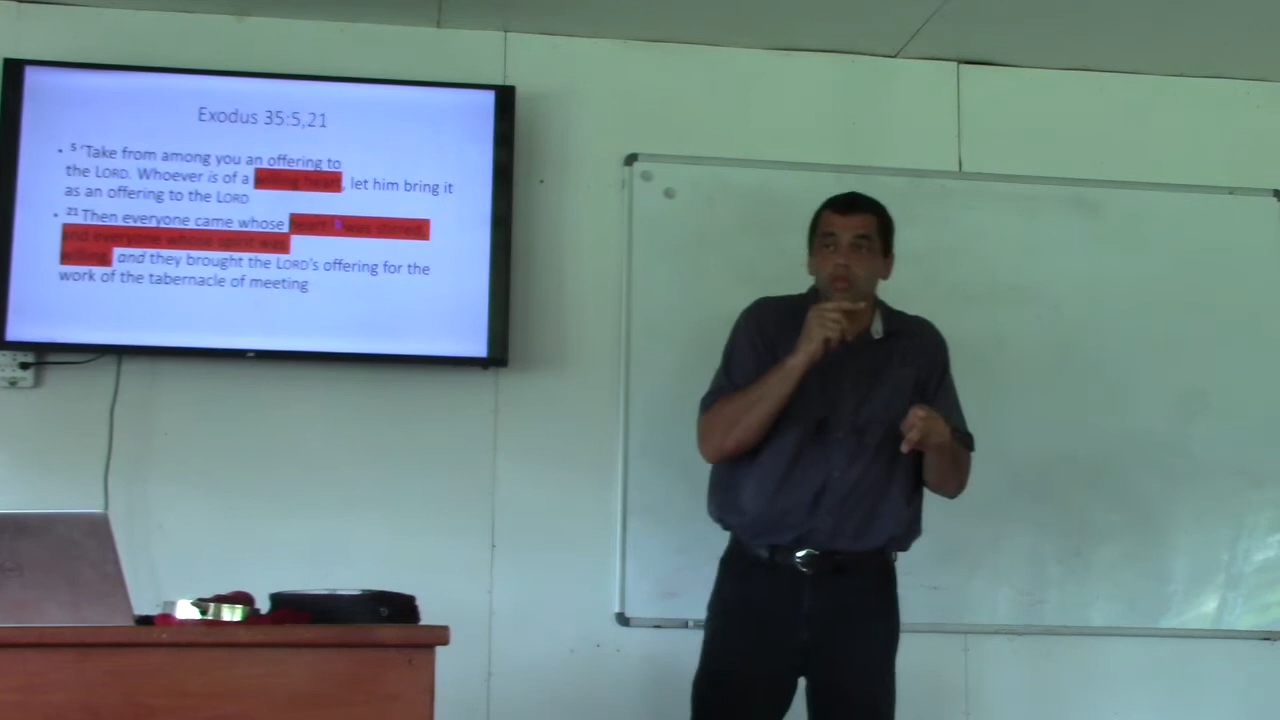 Exodus 35:5,21
• 5 'Take from among you an offering to
the LORD. Whoever is of a willing heart, let him bring it
as an offering to the LORD
• 21 Then everyone came whose heart was stirred,
and everyone whose spirit was
willing, and they brought the LORD's offering for the
work of the tabernacle of meeting